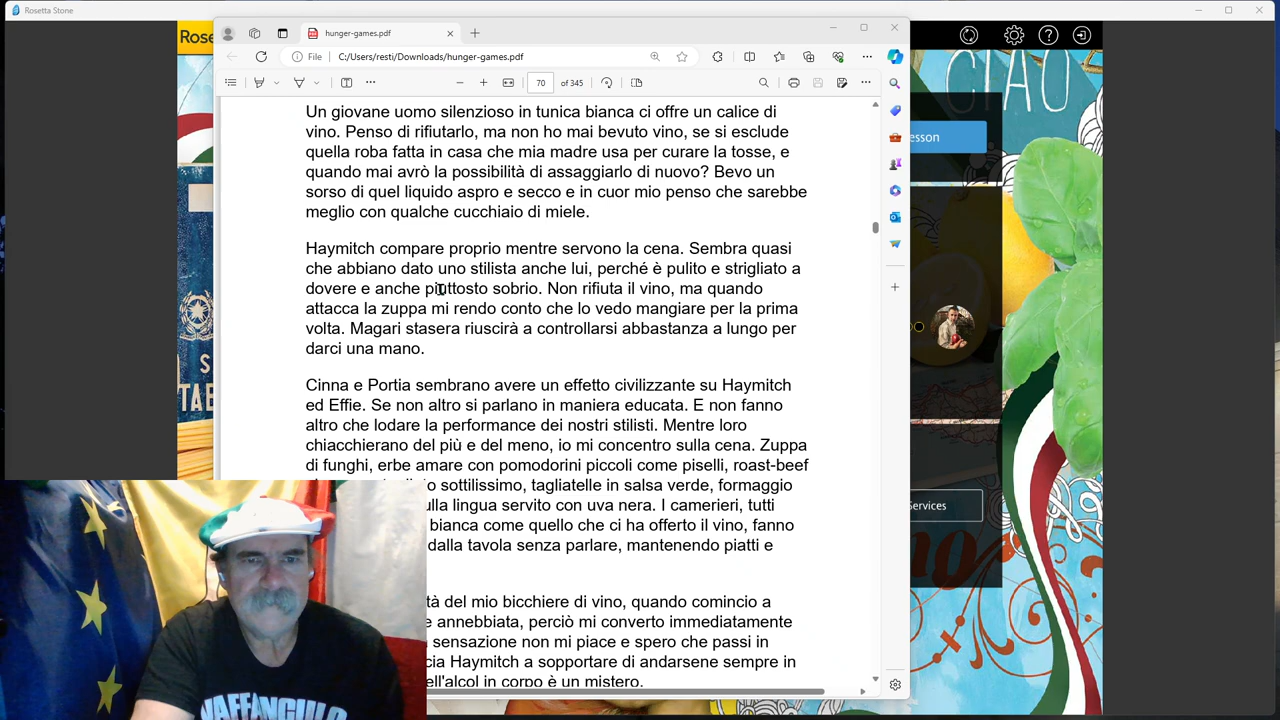 Rosetta Stone
Rose
hunger-games.pdf
File
C:/Users/resti/Downloads/hunger-games.pdf
70 of 345
CIAO
esson
Un giovane uomo silenzioso in tunica bianca ci offre un calice di
vino. Penso di rifiutarlo, ma non ho mai bevuto vino, se si esclude
quella roba fatta in casa che mia madre usa per curare la tosse, e
quando mai avrò la possibilità di assaggiarlo di nuovo? Bevo un
sorso di quel liquido aspro e secco e in cuor mio penso che sarebbe
meglio con qualche cucchiaio di miele.
Haymitch compare proprio mentre servono la cena. Sembra quasi
che abbiano dato uno stilista anche lui, perché è pulito e strigliato a
dovere e anche piuttosto sobrio. Non rifiuta il vino, ma quando
attacca la zuppa mi rendo conto che lo vedo mangiare per la prima
volta. Magari stasera riuscirà a controllarsi abbastanza a lungo per
darci una mano.
Cinna e Portia sembrano avere un effetto civilizzante su Haymitch
ed Effie. Se non altro si parlano in maniera educata. E non fanno
altro che lodare la performance dei nostri stilisti. Mentre loro
chiacchierano del più e del meno, io mi concentro sulla cena. Zuppa
di funghi, erbe amare con pomodorini piccoli come piselli, roast-beef
sottilissimo, tagliatelle in salsa verde, formaggio
ulla lingua servito con uva nera. I camerieri, tutti
bianca come quello che ci ha offerto il vino, fanno
dalla tavola senza parlare, mantenendo piatti e
tà del mio bicchiere di vino, quando comincio a
e annebbiata, perciò mi converto immediatamente
sensazione non mi piace e spero che passi in
cia Haymitch a sopportare di andarsene sempre in
ell'alcol in corpo è un mistero.
Services
S
TAB
VAFFANCULO